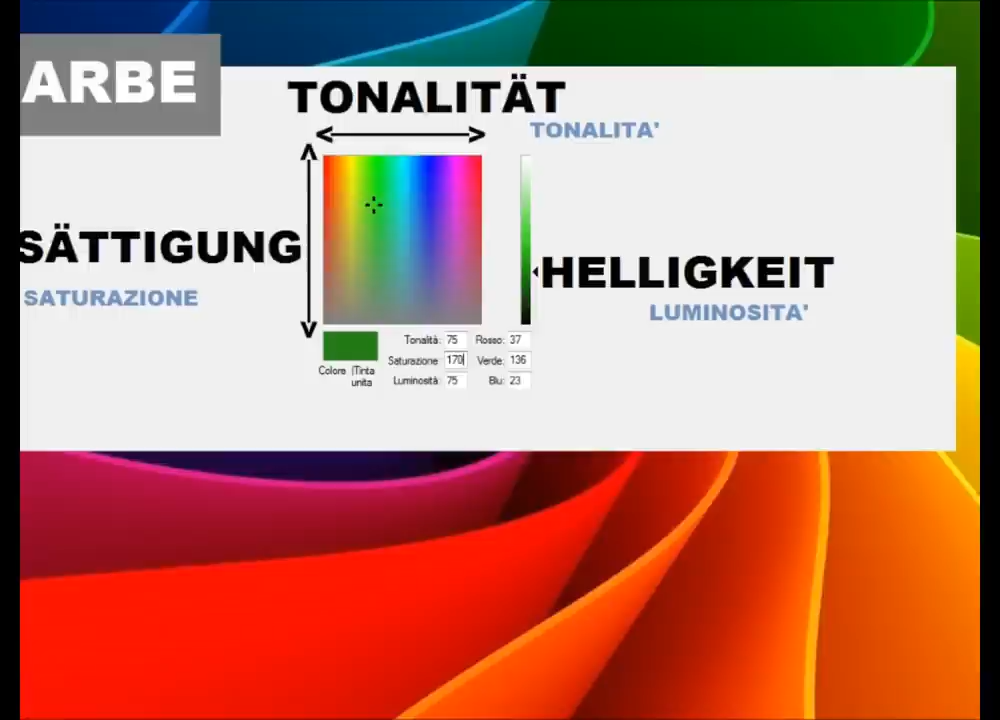 ARBE
TONALITÄT
TONALITA'
SÄTTIGUNG
SATURAZIONE
HELLIGKEIT
LUMINOSITA'
Tonalità: 75 Rosso: 37
Saturazione: 170 Verde: 136
Colore |Tinta unita
Luminosità: 75 Blu: 23